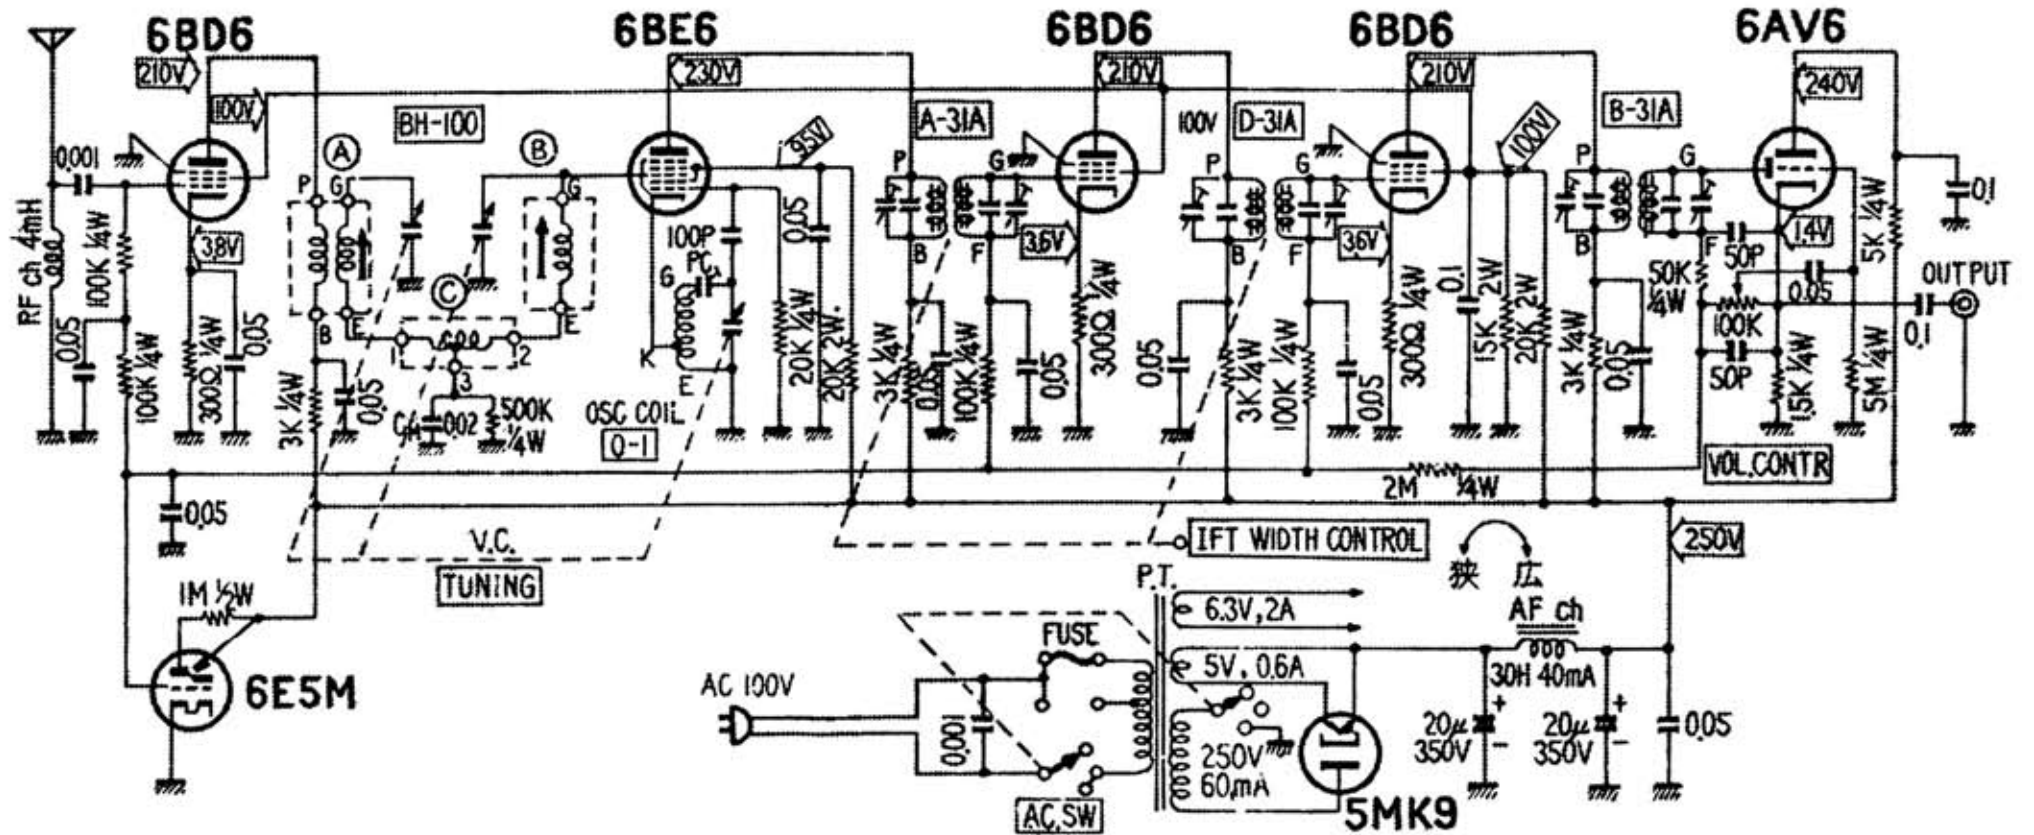 6BD6
6BE6
6BD6
6BD6
6AV6
210V
100V
230V
210V
210V
240V
BH-100
A
B
95V
A-31A
100V
D-31A
100V
B-31A
0.001
P
G
G
P
G
P
G
P
G
0.1
RF ch 4mH
100K ¼W
3.8V
100P
PC
G
0.05
3.6V
3.6V
1.4V
5K ¼W
OUTPUT
B
E
C
E
B
F
B
F
B
F
50P
50K
¼W
0.05
100K
50P
0.1
1
2
3
K
E
0.05
100K ¼W
300Ω ¼W
0.05
3K ¼W
0.05
CA
0.02
500K
¼W
OSC COIL
O-1
20K ¼W
20K 2W.
3K ¼W
0.05
100K ¼W
0.05
300Ω ¼W
0.05
3K ¼W
100K ¼W
0.05
300Ω ¼W
0.1
15K 2W
20K 2W
3K ¼W
0.05
1.5K ¼W
5M ¼W
VOL.CONTR
2M ¼W
0.05
V.C.
TUNING
IFT WIDTH CONTROL
狭 広
250V
1M ½W
6E5M
P.T.
6.3V, 2A
FUSE
5V, 0.6A
AF ch
30H 40mA
AC 100V
0.001
250V
60mA
20μ
350V
+
-
20μ
350V
+
-
0.05
AC,SW
5MK9